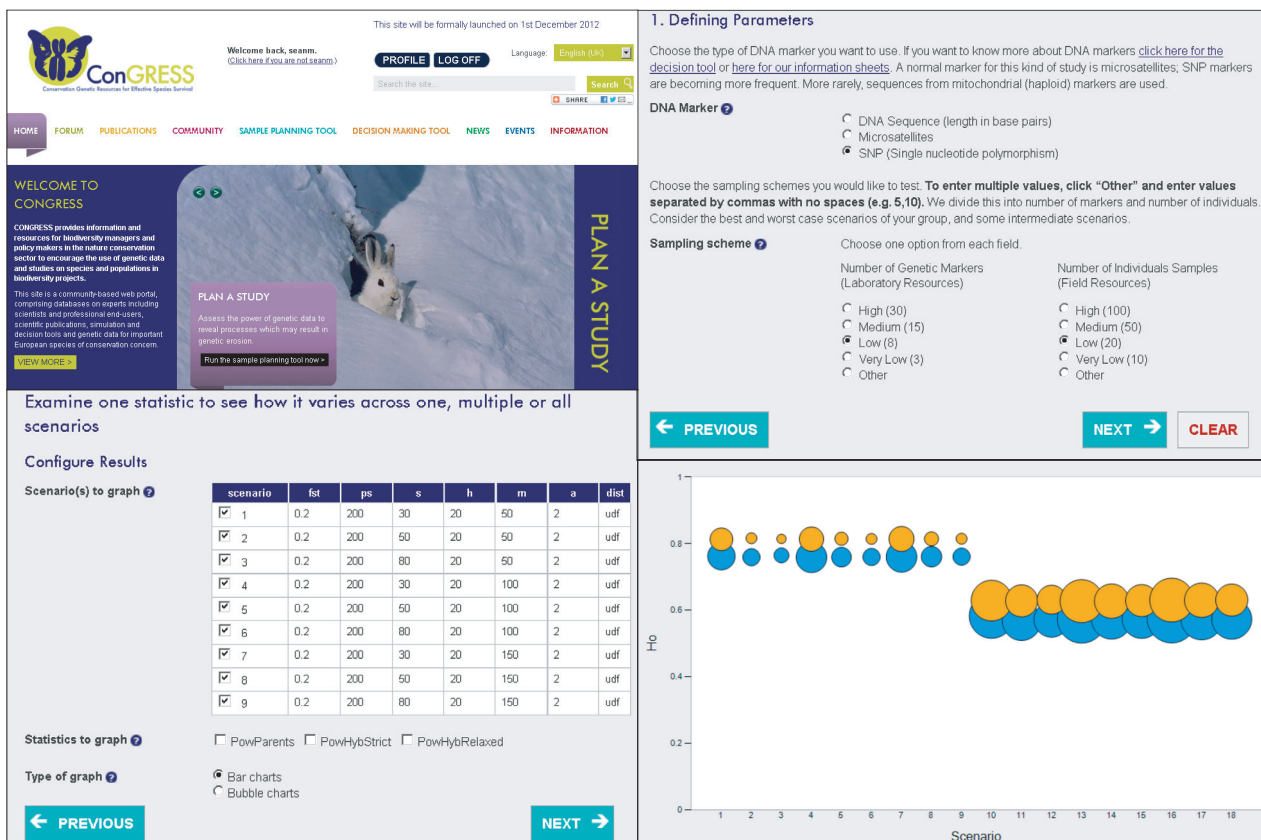 This site will be formally launched on 1st December 2012
ConGRESS
Conservation Genetic Resources for Effective Species Survival
Welcome back, seanm.
(Click here if you are not seanm.)
PROFILE LOG OFF
Language: English (UK)
Search the site...
Search
SHARE
HOME FORUM PUBLICATIONS COMMUNITY SAMPLE PLANNING TOOL DECISION MAKING TOOL NEWS EVENTS INFORMATION
WELCOME TO
CONGRESS
CONGRESS provides information and
resources for biodiversity managers and
policy makers in the nature conservation
sector to encourage the use of genetic data
and studies on species and populations in
biodiversity projects.
This site is a community-based web portal,
comprising databases on experts including
scientists and professional end-users,
scientific publications, simulation and
decision tools and genetic data for important
European species of conservation concern.
VIEW MORE >
PLAN A STUDY
Assess the power of genetic data to
reveal processes which may result in
genetic erosion.
Run the sample planning tool now >
PLAN A STUDY
1. Defining Parameters
Choose the type of DNA marker you want to use. If you want to know more about DNA markers click here for the
decision tool or here for our information sheets. A normal marker for this kind of study is microsatellites; SNP markers
are becoming more frequent. More rarely, sequences from mitochondrial (haploid) markers are used.
DNA Marker ?
DNA Sequence (length in base pairs)
Microsatellites
SNP (Single nucleotide polymorphism)
Choose the sampling schemes you would like to test. To enter multiple values, click “Other” and enter values
separated by commas with no spaces (e.g. 5,10). We divide this into number of markers and number of individuals.
Consider the best and worst case scenarios of your group, and some intermediate scenarios.
Sampling scheme ? Choose one option from each field.
Number of Genetic Markers
(Laboratory Resources)
High (30)
Medium (15)
Low (8)
Very Low (3)
Other
Number of Individuals Samples
(Field Resources)
High (100)
Medium (50)
Low (20)
Very Low (10)
Other
PREVIOUS NEXT CLEAR
Examine one statistic to see how it varies across one, multiple or all
scenarios
Configure Results
Scenario(s) to graph ?
scenario fst ps s h m a dist
1 0.2 200 30 20 50 2 udf
2 0.2 200 50 20 50 2 udf
3 0.2 200 80 20 50 2 udf
4 0.2 200 30 20 100 2 udf
5 0.2 200 50 20 100 2 udf
6 0.2 200 80 20 100 2 udf
7 0.2 200 30 20 150 2 udf
8 0.2 200 50 20 150 2 udf
9 0.2 200 80 20 150 2 udf
Statistics to graph ? PowParents PowHybStrict PowHybRelaxed
Type of graph ? Bar charts
Bubble charts
PREVIOUS NEXT
1
0.8
0.6
0.4
0.2
0
Ho
1 2 3 4 5 6 7 8 9 10 11 12 13 14 15 16 17 18
Scenario